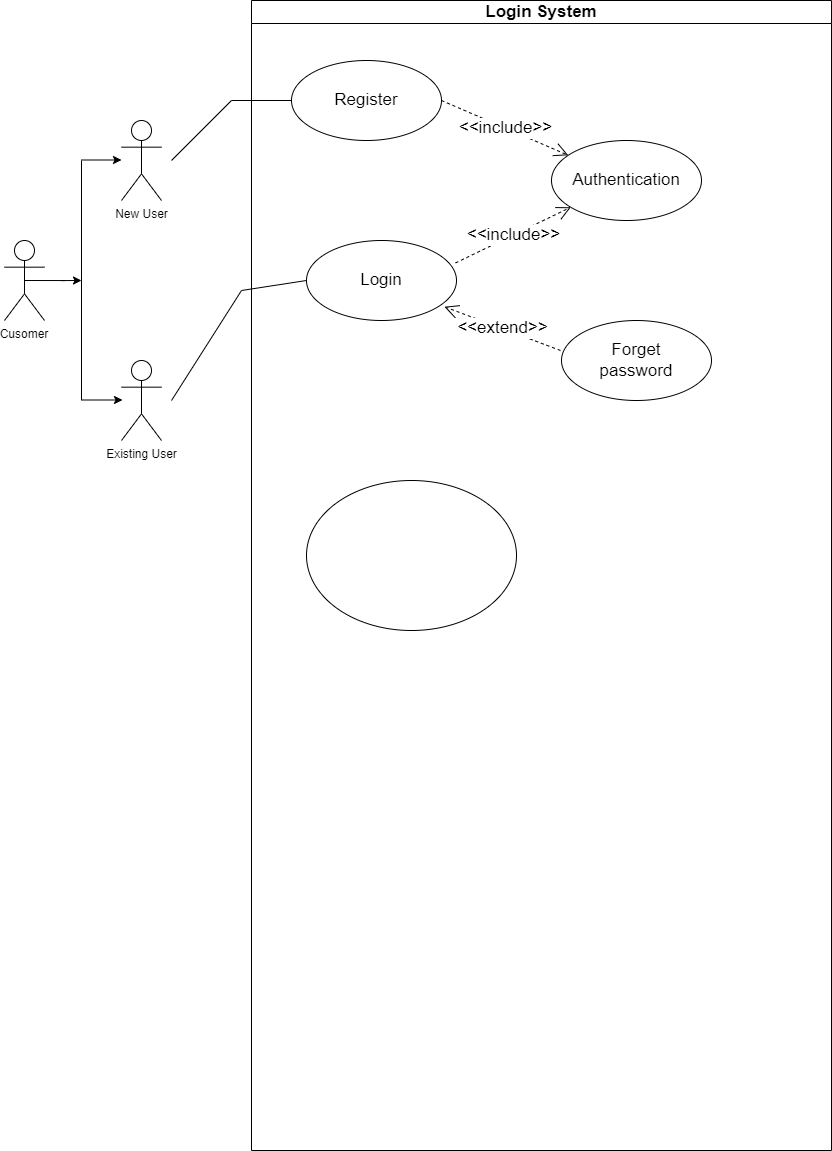 Login System
Register
<<include>>
Authentication
New User
<<include>>
Login
Cusomer
<<extend>>
Forget
password
Existing User